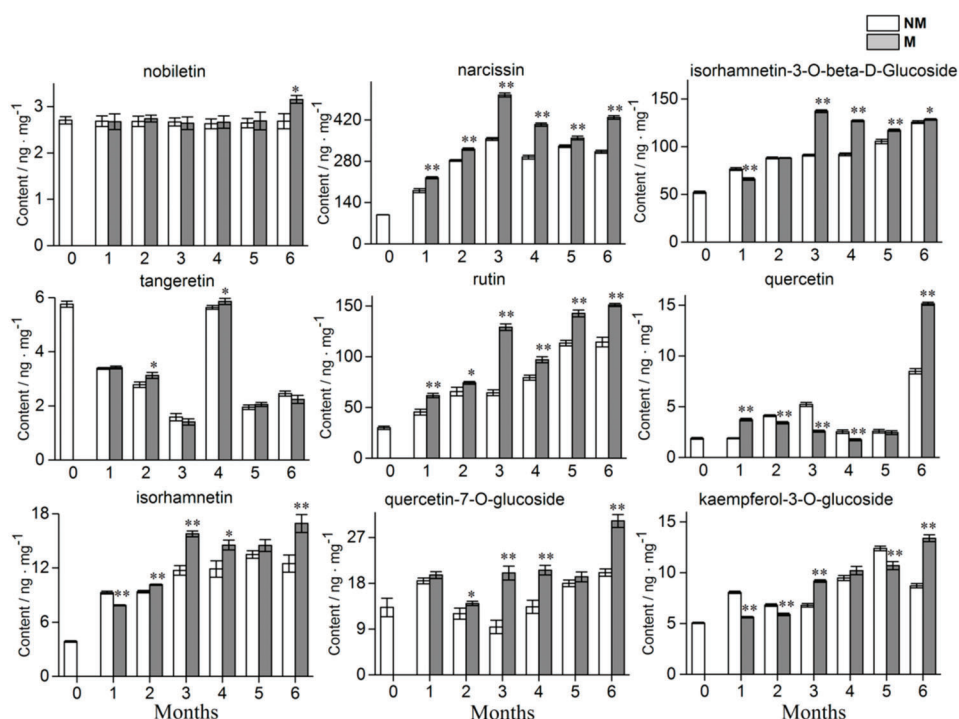 NM
M
nobiletin
Content / ng · mg⁻¹
3
2
1
0
*
0 1 2 3 4 5 6
narcissin
Content / ng · mg⁻¹
420
280
140
0
** ** ** ** ** **
0 1 2 3 4 5 6
isorhamnetin-3-O-beta-D-Glucoside
Content / ng · mg⁻¹
150
100
50
0
** ** ** ** *
0 1 2 3 4 5 6
tangeretin
Content / ng · mg⁻¹
6
4
2
0
* *
0 1 2 3 4 5 6
rutin
Content / ng · mg⁻¹
150
100
50
0
** * ** ** ** **
0 1 2 3 4 5 6
quercetin
Content / ng · mg⁻¹
15
10
5
0
** ** ** ** **
0 1 2 3 4 5 6
isorhamnetin
Content / ng · mg⁻¹
18
12
6
0
** ** ** * **
0 1 2 3 4 5 6
Months
quercetin-7-O-glucoside
Content / ng · mg⁻¹
27
18
9
0
* ** ** **
0 1 2 3 4 5 6
Months
kaempferol-3-O-glucoside
Content / ng · mg⁻¹
15
10
5
0
** ** ** ** **
0 1 2 3 4 5 6
Months